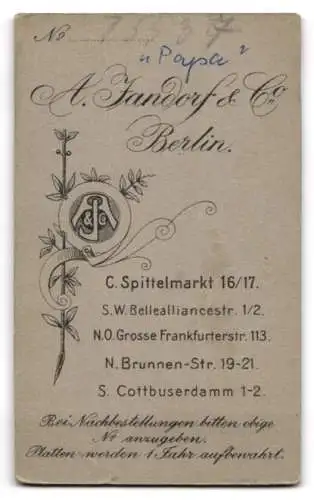 No
"Papa"
A. Jandorf & Co
Berlin.
A J & Co
C. Spittelmarkt 16/17.
S.W. Bellealliancestr. 1/2.
N.O. Grosse Frankfurterstr. 113.
N. Brunnen-Str. 19-21.
S. Cottbuserdamm 1-2.
Bei Nachbestellungen bitten obige
No anzugeben.
Platten werden 1 Jahr aufbewahrt.